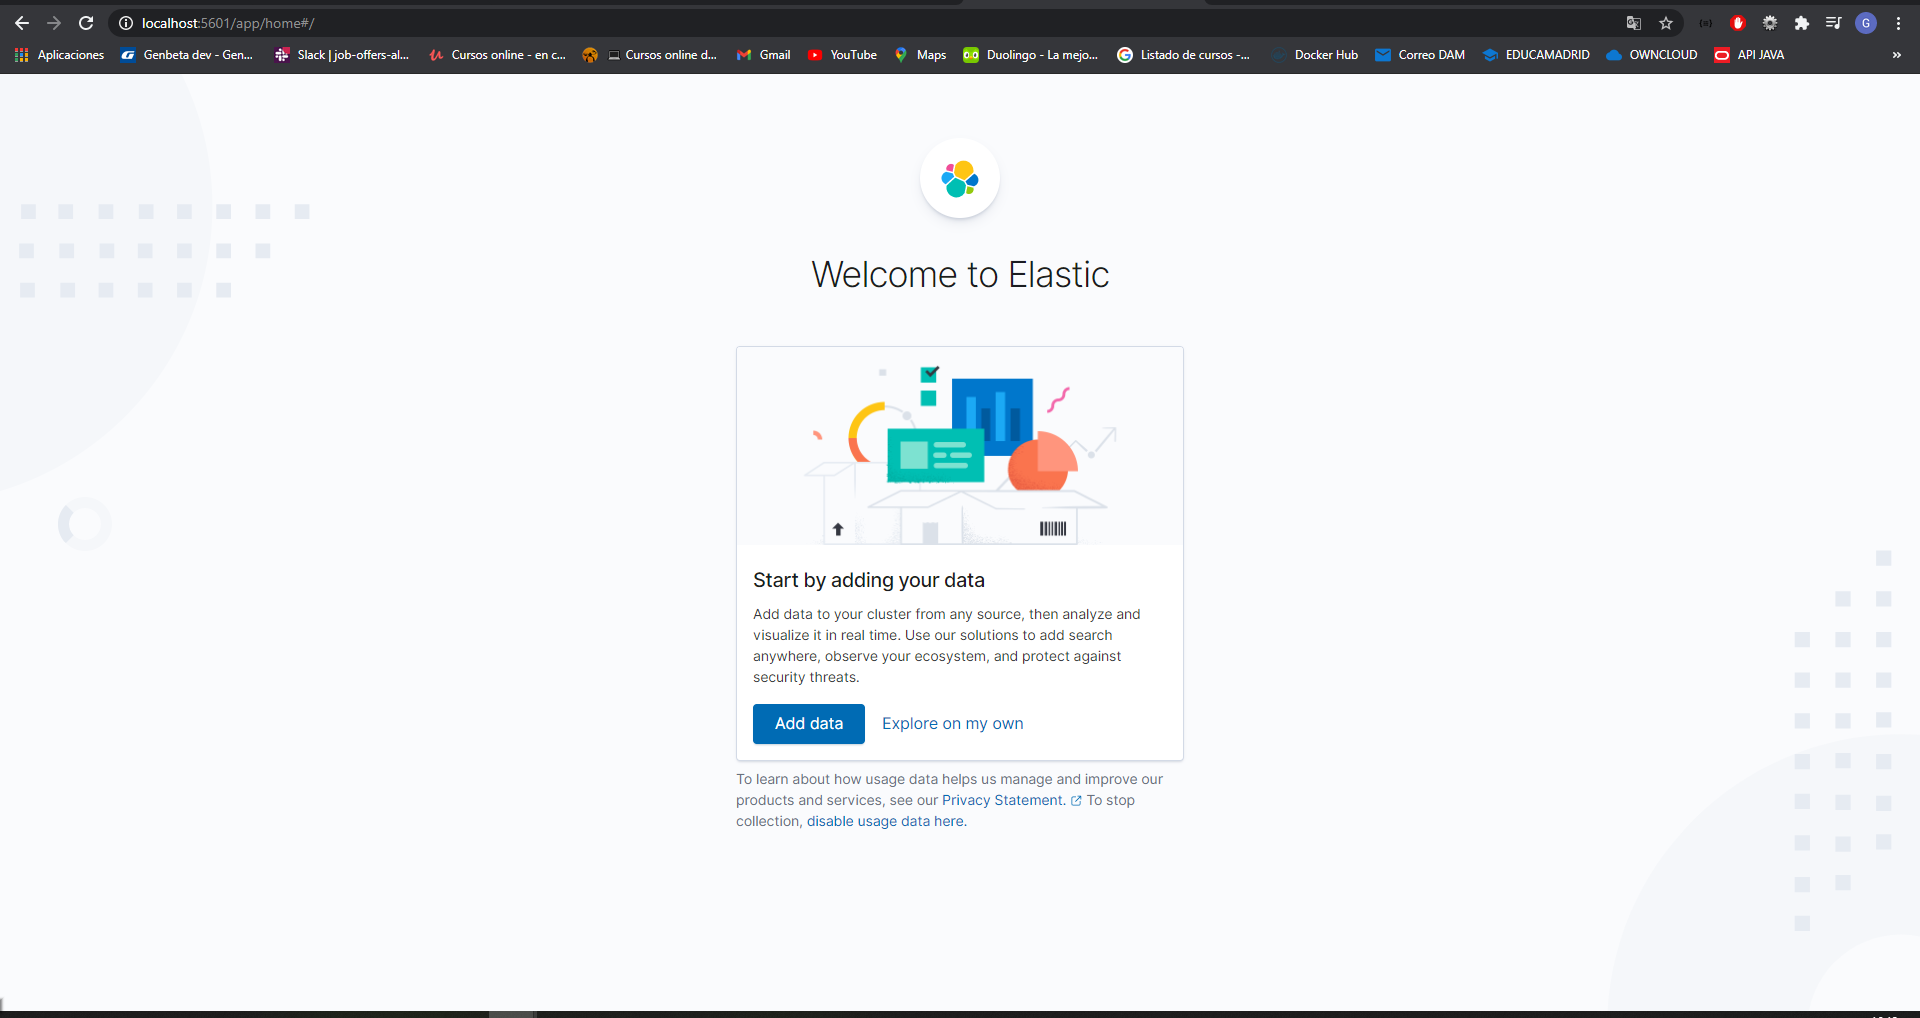 localhost:5601/app/home#/
G
Aplicaciones Genbeta dev - Gen... Slack | job-offers-al... Cursos online - en c... Cursos online d... Gmail YouTube Maps Duolingo - La mejo... Listado de cursos -... Docker Hub Correo DAM EDUCAMADRID OWNCLOUD API JAVA »
Welcome to Elastic
Start by adding your data
Add data to your cluster from any source, then analyze and
visualize it in real time. Use our solutions to add search
anywhere, observe your ecosystem, and protect against
security threats.
Add data Explore on my own
To learn about how usage data helps us manage and improve our
products and services, see our Privacy Statement. To stop
collection, disable usage data here.